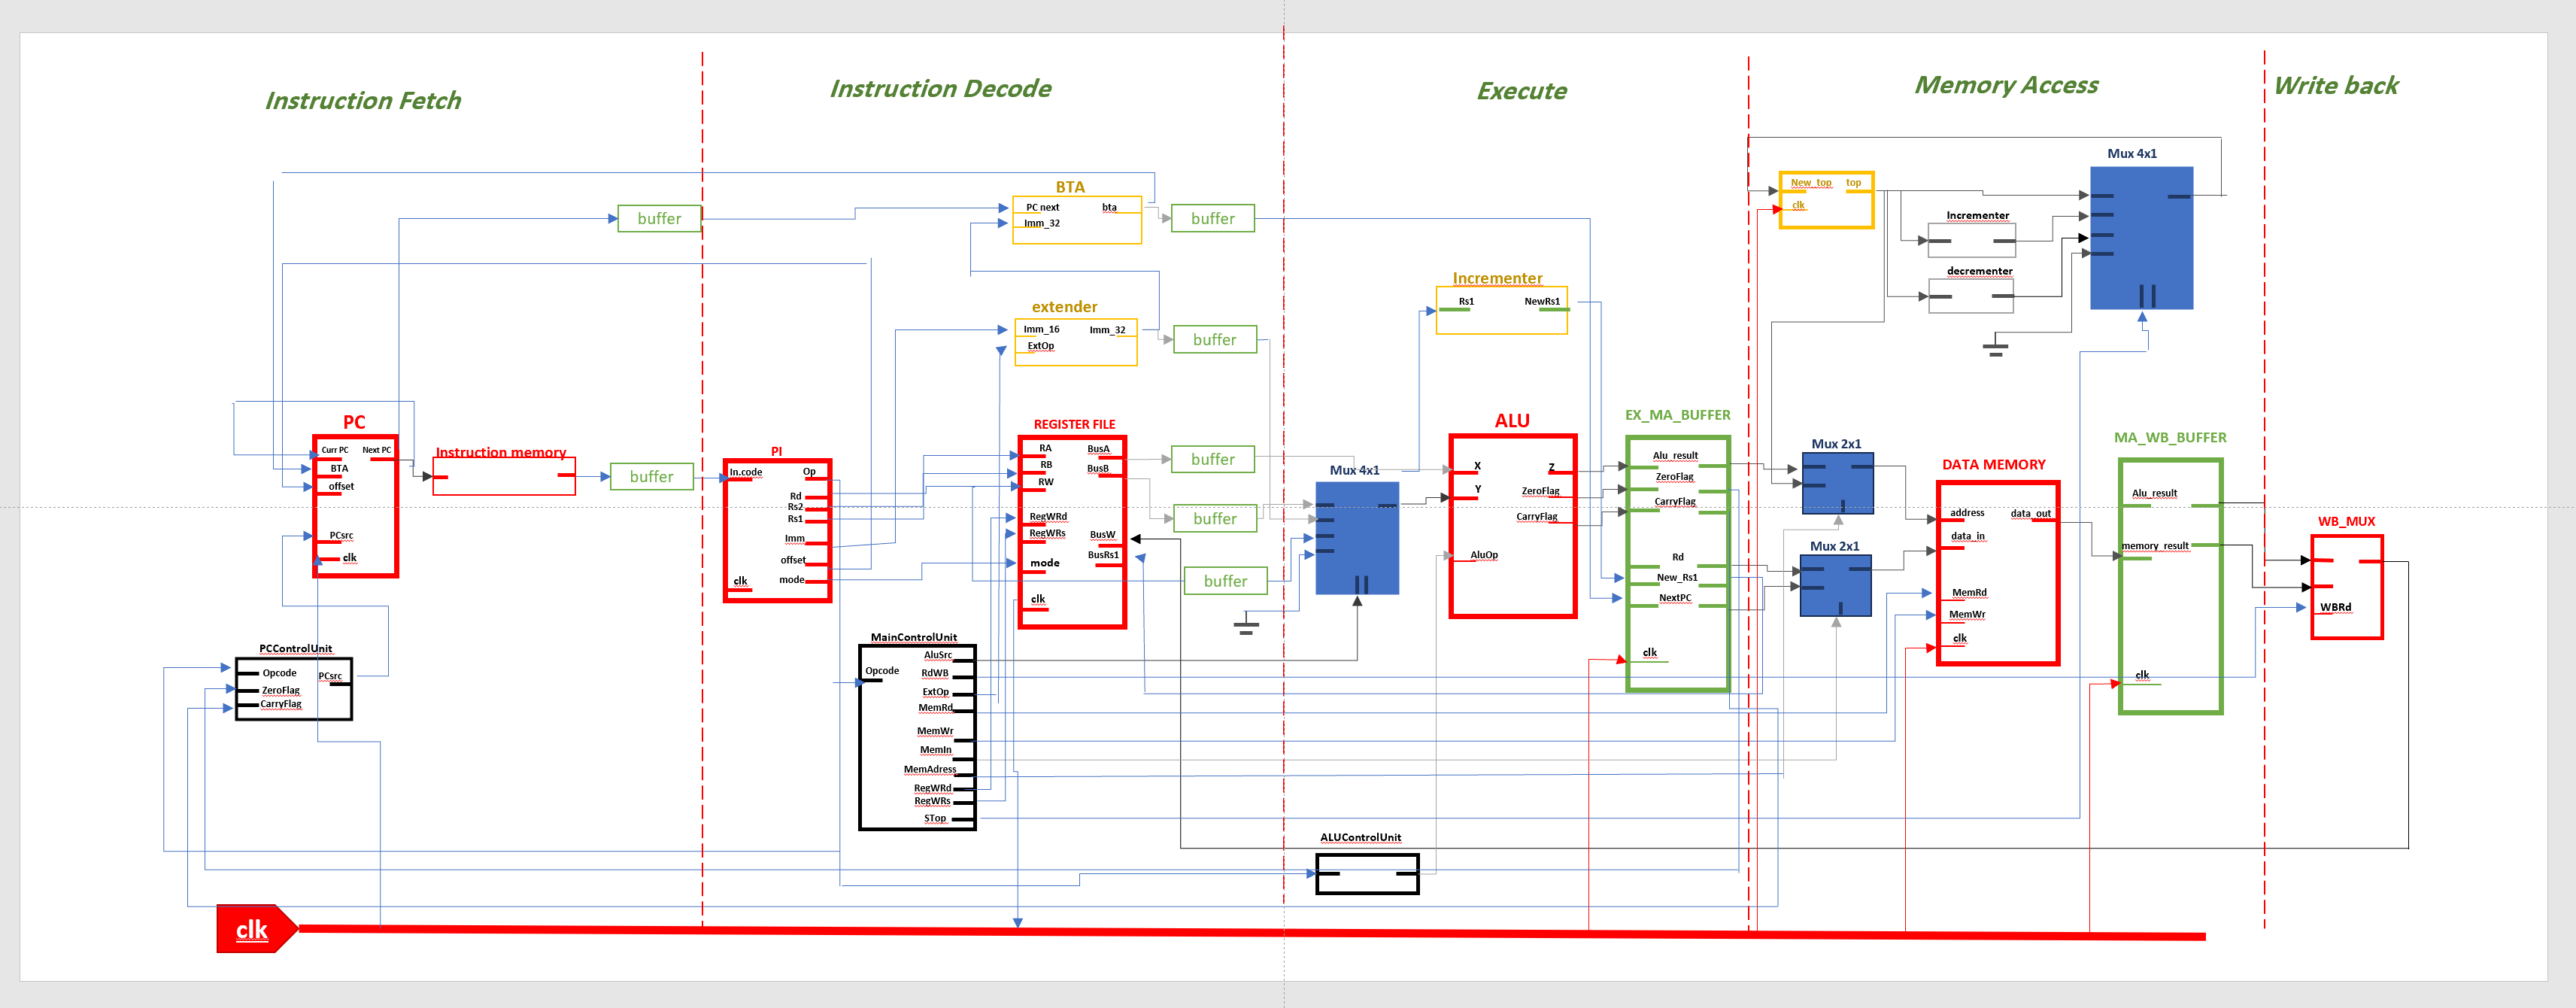 Instruction Fetch
Instruction Decode
Execute
Memory Access
Write back
buffer
BTA
PC next
bta
Imm_32
buffer
extender
Imm_16
Imm_32
ExtOp
buffer
PC
Curr PC
Next PC
BTA
offset
PCsrc
clk
Instruction memory
buffer
PI
In.code
Op
Rd
Rs2
Rs1
Imm
offset
mode
clk
REGISTER FILE
RA
BusA
RB
BusB
RW
RegWRd
RegWRs
BusW
BusRs1
mode
clk
buffer
buffer
buffer
PCControlUnit
Opcode
PCsrc
ZeroFlag
CarryFlag
MainControlUnit
Opcode
AluSrc
RdWB
ExtOp
MemRd
MemWr
MemIn
MemAdress
RegWRd
RegWRs
STop
Mux 4x1
Incrementer
Rs1
NewRs1
ALU
X
Z
Y
ZeroFlag
CarryFlag
AluOp
ALUControlUnit
EX_MA_BUFFER
Alu_result
ZeroFlag
CarryFlag
Rd
New_Rs1
NextPC
clk
New_top
top
clk
Incrementer
decrementer
Mux 4x1
Mux 2x1
Mux 2x1
DATA MEMORY
address
data_out
data_in
MemRd
MemWr
clk
MA_WB_BUFFER
Alu_result
memory_result
clk
WB_MUX
WBRd
clk